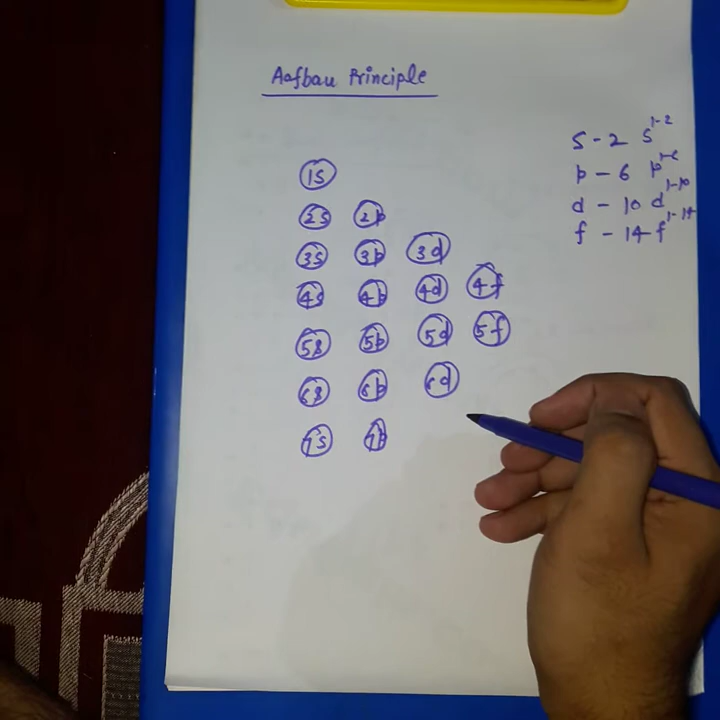 Aafbau Principle
s - 2 s¹⁻²
p - 6 p¹⁻⁶
d - 10 d¹⁻¹⁰
f - 14 f¹⁻¹⁴
1s
2s 2p
3s 3p 3d
4s 4p 4d 4f
5s 5p 5d 5f
6s 6p 6d
7s 7p